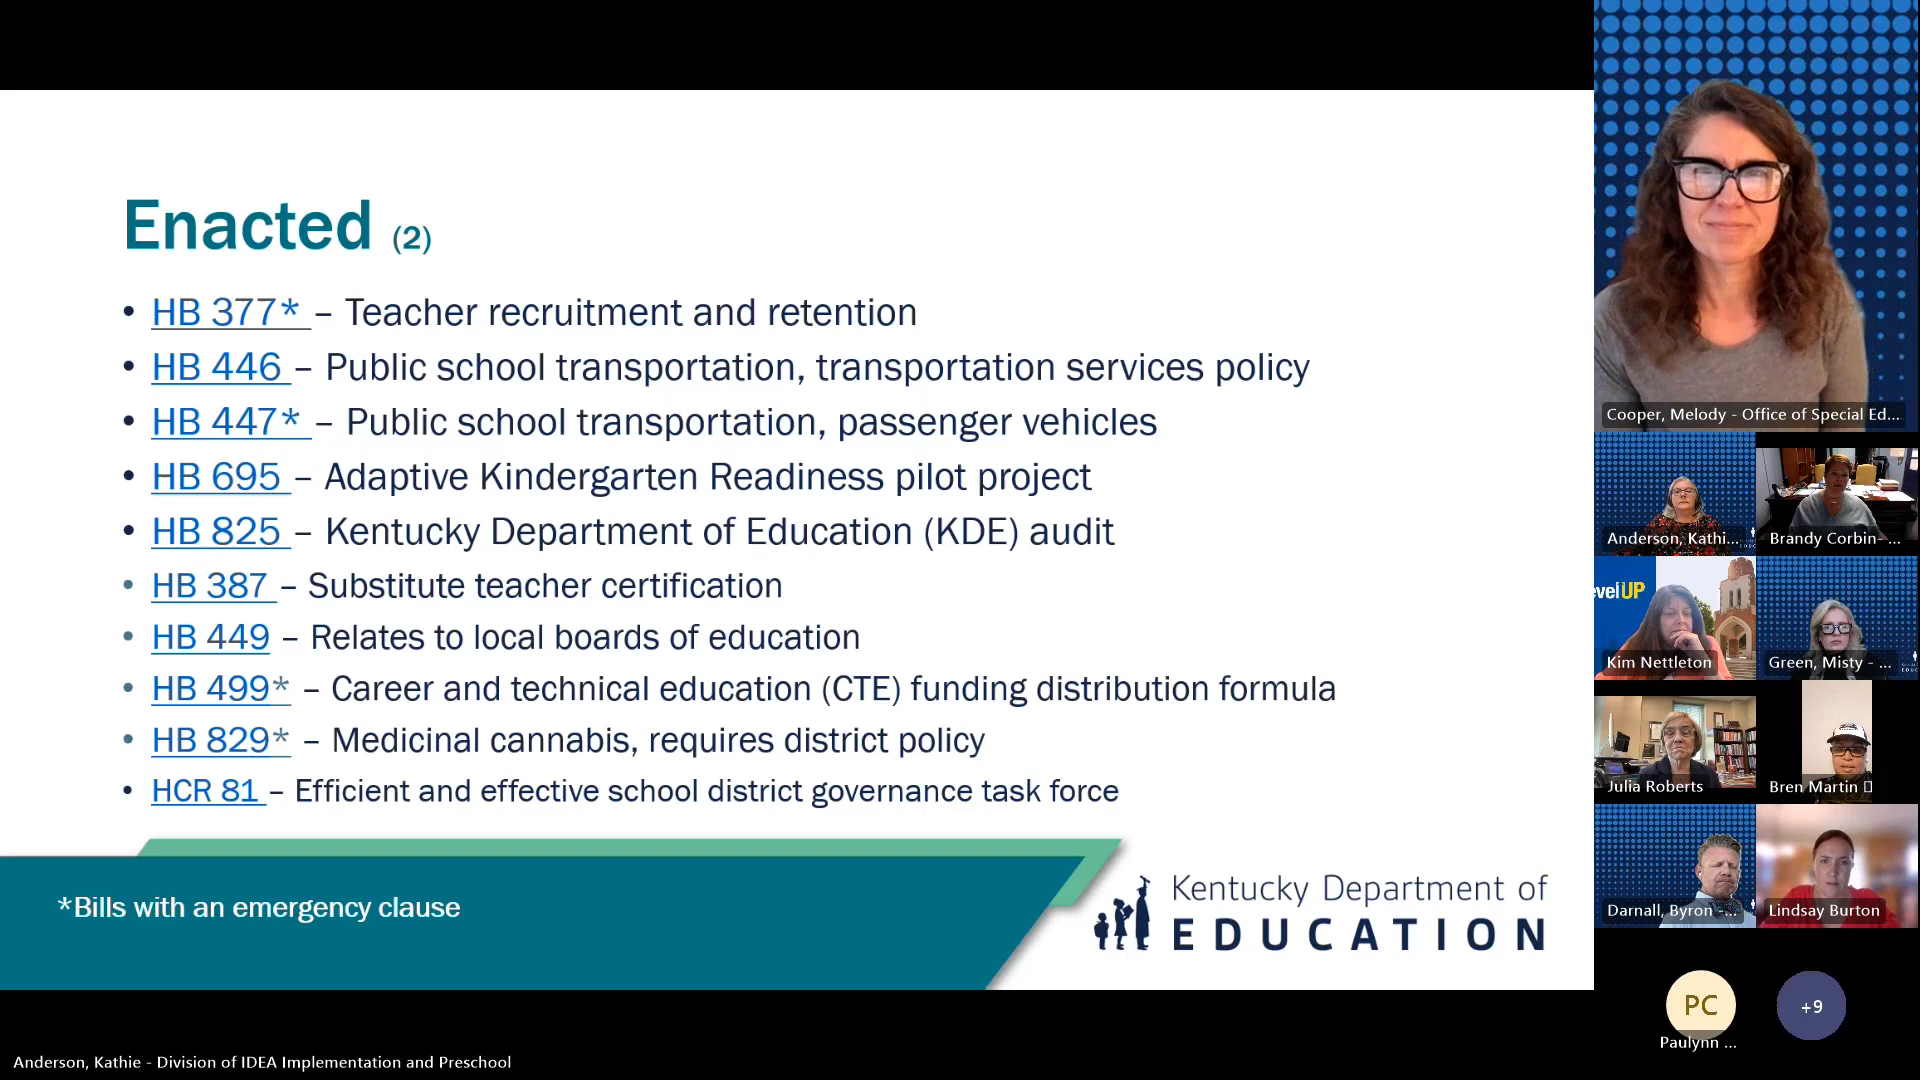 Enacted (2)
• HB 377* – Teacher recruitment and retention
• HB 446 – Public school transportation, transportation services policy
• HB 447* – Public school transportation, passenger vehicles
• HB 695 – Adaptive Kindergarten Readiness pilot project
• HB 825 – Kentucky Department of Education (KDE) audit
• HB 387 – Substitute teacher certification
• HB 449 – Relates to local boards of education
• HB 499* – Career and technical education (CTE) funding distribution formula
• HB 829* – Medicinal cannabis, requires district policy
• HCR 81 – Efficient and effective school district governance task force
*Bills with an emergency clause
Kentucky Department of
EDUCATION
Cooper, Melody - Office of Special Ed...
Anderson, Kathi...
Brandy Corbin- ...
evelUP
Kim Nettleton
Green, Misty - ...
Julia Roberts
Bren Martin
Darnall, Byron -...
Lindsay Burton
PC
+9
Paulynn ...
Anderson, Kathie - Division of IDEA Implementation and Preschool